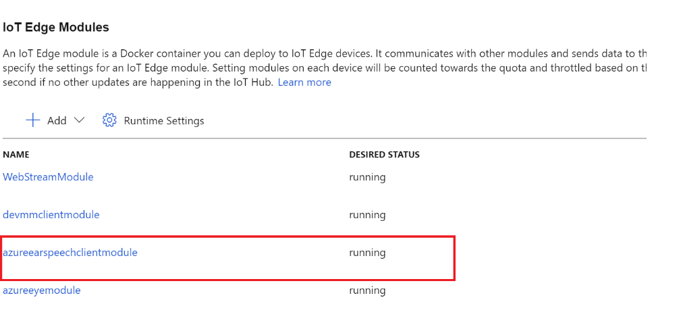 IoT Edge Modules
An IoT Edge module is a Docker container you can deploy to IoT Edge devices. It communicates with other modules and sends data to th
specify the settings for an IoT Edge module. Setting modules on each device will be counted towards the quota and throttled based on th
second if no other updates are happening in the IoT Hub. Learn more
Add Runtime Settings
NAME DESIRED STATUS
WebStreamModule running
devmmclientmodule running
azureearspeechclientmodule running
azureeyemodule running